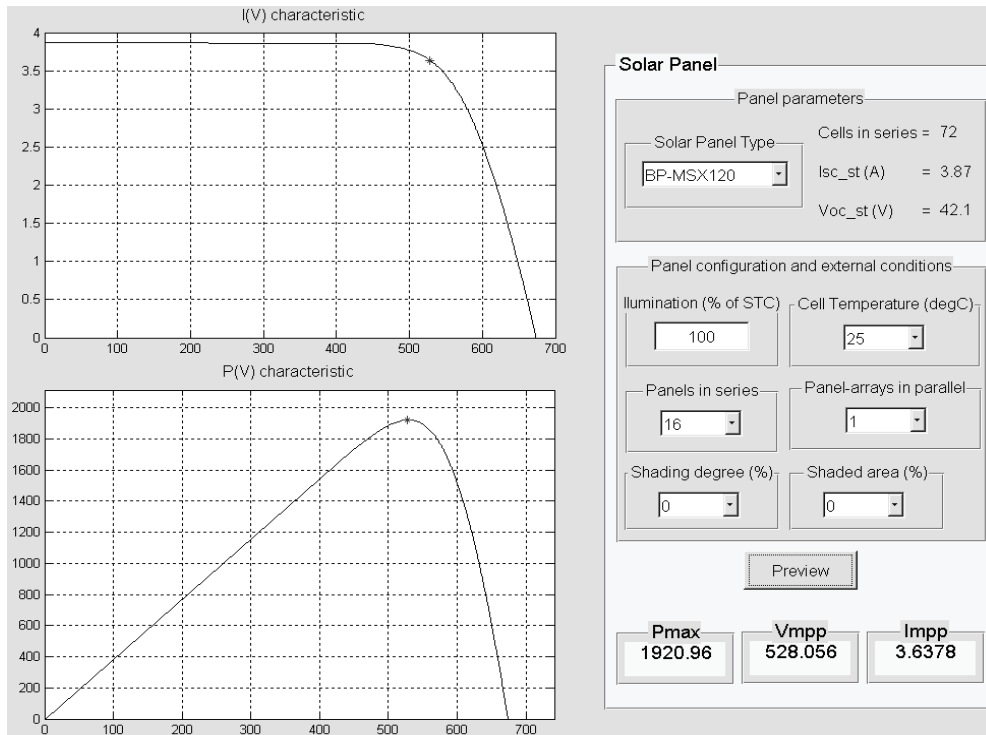 I(V) characteristic
4
3.5
3
2.5
2
1.5
1
0.5
0
0 100 200 300 400 500 600 700
P(V) characteristic
2000
1800
1600
1400
1200
1000
800
600
400
200
0
0 100 200 300 400 500 600 700
Solar Panel
Panel parameters
Solar Panel Type
BP-MSX120
Cells in series = 72
Isc_st (A) = 3.87
Voc_st (V) = 42.1
Panel configuration and external conditions
Ilumination (% of STC)
100
Cell Temperature (degC)
25
Panels in series
16
Panel-arrays in parallel
1
Shading degree (%)
0
Shaded area (%)
0
Preview
Pmax
1920.96
Vmpp
528.056
Impp
3.6378